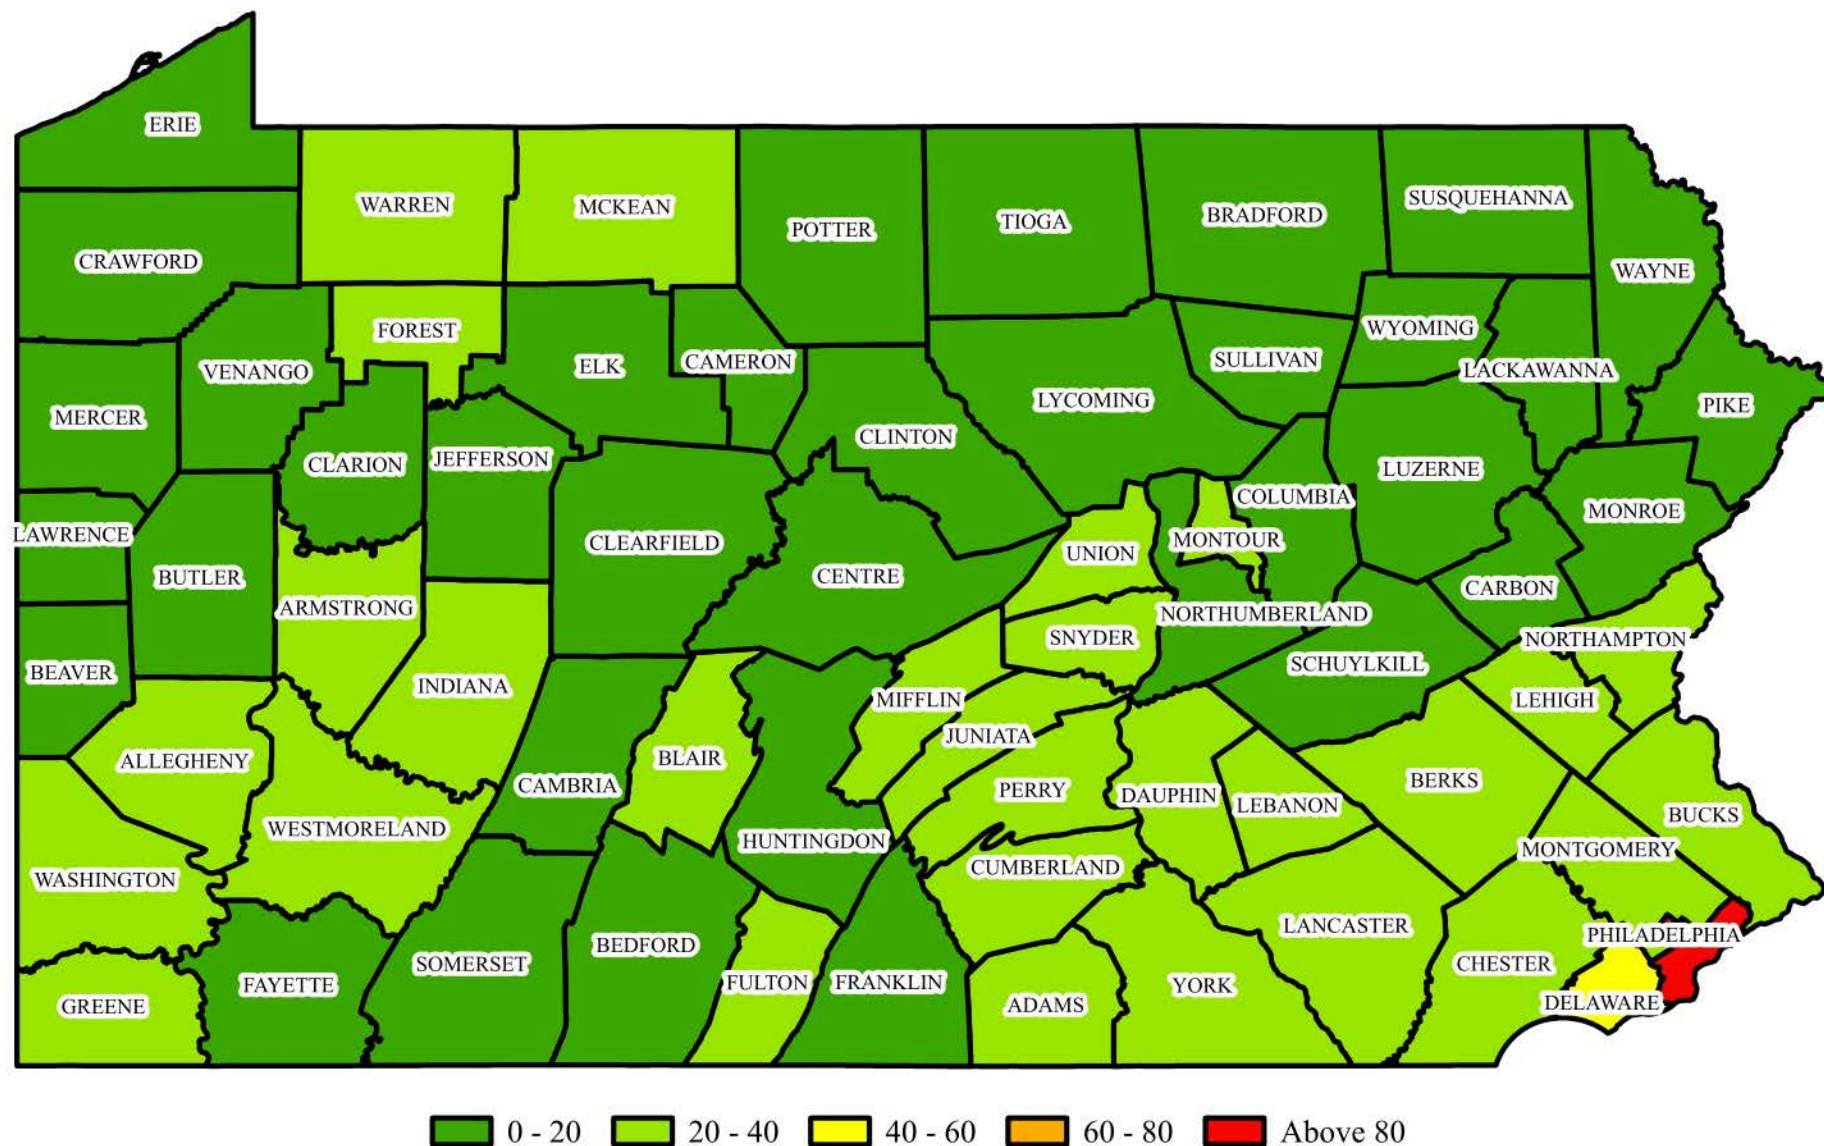 ERIE
WARREN
MCKEAN
SUSQUEHANNA
POTTER
TIOGA
BRADFORD
CRAWFORD
WAYNE
FOREST
WYOMING
VENANGO
ELK
CAMERON
SULLIVAN
LACKAWANNA
MERCER
LYCOMING
PIKE
CLINTON
CLARION
JEFFERSON
LUZERNE
COLUMBIA
MONROE
LAWRENCE
CLEARFIELD
MONTOUR
UNION
BUTLER
CENTRE
CARBON
ARMSTRONG
NORTHUMBERLAND
SNYDER
NORTHAMPTON
BEAVER
SCHUYLKILL
INDIANA
MIFFLIN
LEHIGH
JUNIATA
ALLEGHENY
BLAIR
CAMBRIA
PERRY
DAUPHIN
LEBANON
BERKS
BUCKS
WESTMORELAND
HUNTINGDON
MONTGOMERY
CUMBERLAND
WASHINGTON
LANCASTER
PHILADELPHIA
BEDFORD
SOMERSET
CHESTER
FAYETTE
FULTON
FRANKLIN
YORK
GREENE
ADAMS
DELAWARE
0 - 20
20 - 40
40 - 60
60 - 80
Above 80